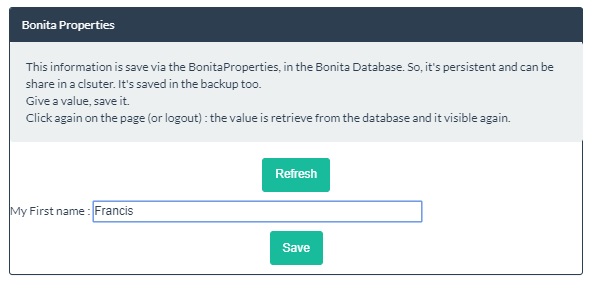 Bonita Properties
This information is save via the BonitaProperties, in the Bonita Database. So, it's persistent and can be
share in a clsuter. It's saved in the backup too.
Give a value, save it.
Click again on the page (or logout) : the value is retrieve from the database and it visible again.
Refresh
My First name : Francis
Save